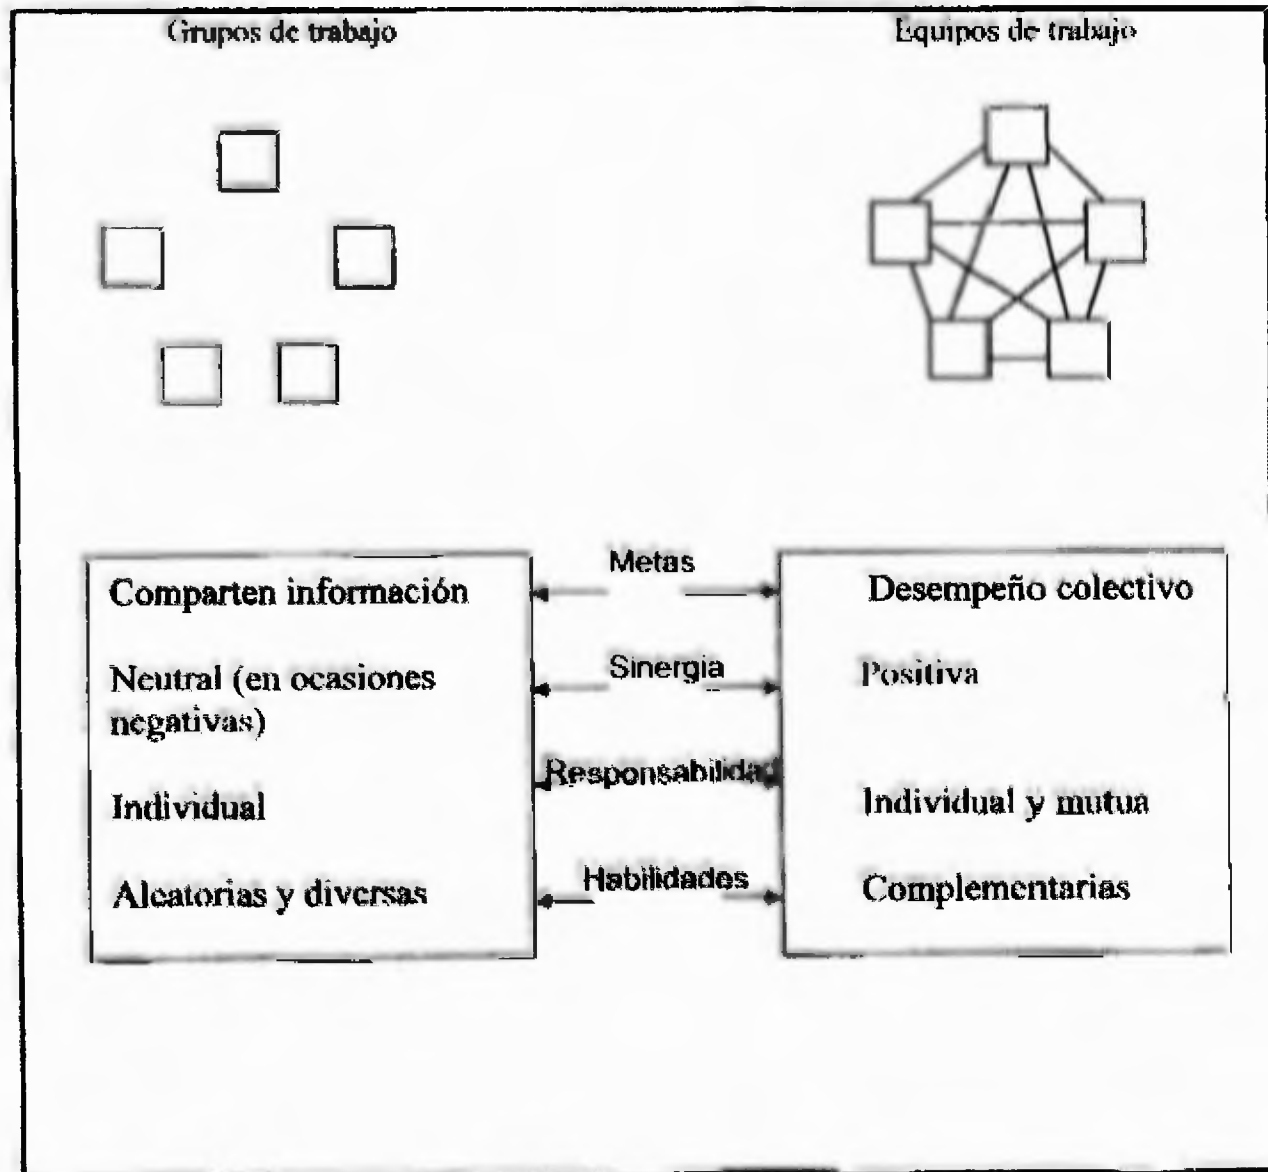 Grupos de trabajo
Equipos de trabajo
Metas
Comparten información
Desempeño colectivo
Sinergia
Neutral (en ocasiones
negativas)
Positiva
Responsabilidad
Individual
Individual y mutua
Habilidades
Aleatorias y diversas
Complementarias